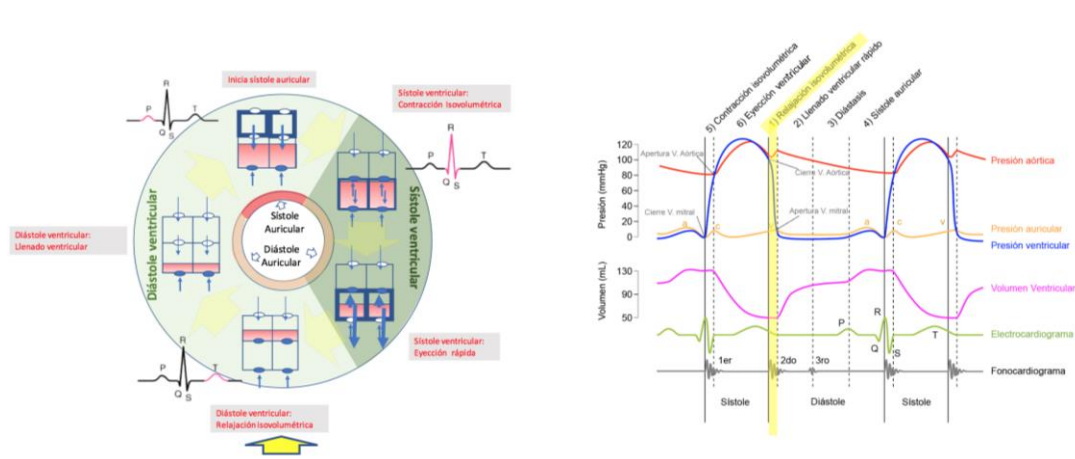 Inicia sístole auricular
R
P
T
Q
S
Sístole ventricular:
Contracción Isovolumétrica
R
P
T
Q
S
Diástole ventricular
Sístole ventricular
Sístole
Auricular
Diástole
Auricular
Diástole ventricular:
Llenado ventricular
Sístole ventricular:
Eyección rápida
R
P
T
Q
S
Diástole ventricular:
Relajación isovolumétrica
5) Contracción isovolumétrica
6) Eyección ventricular
1) Relajación isovolumétrica
2) Llenado ventricular rápido
3) Diástasis
4) Sístole auricular
Presión (mmHg)
120
100
80
60
40
20
0
Apertura V. Aórtica
Cierre V. Aórtica
Cierre V. mitral
Apertura V. mitral
a
c
a
c
v
Presión aórtica
Presión auricular
Presión ventricular
Volumen (mL)
130
90
50
Volumen Ventricular
P
R
Q
S
T
Electrocardiograma
1er
2do
3ro
Fonocardiograma
Sístole
Diástole
Sístole